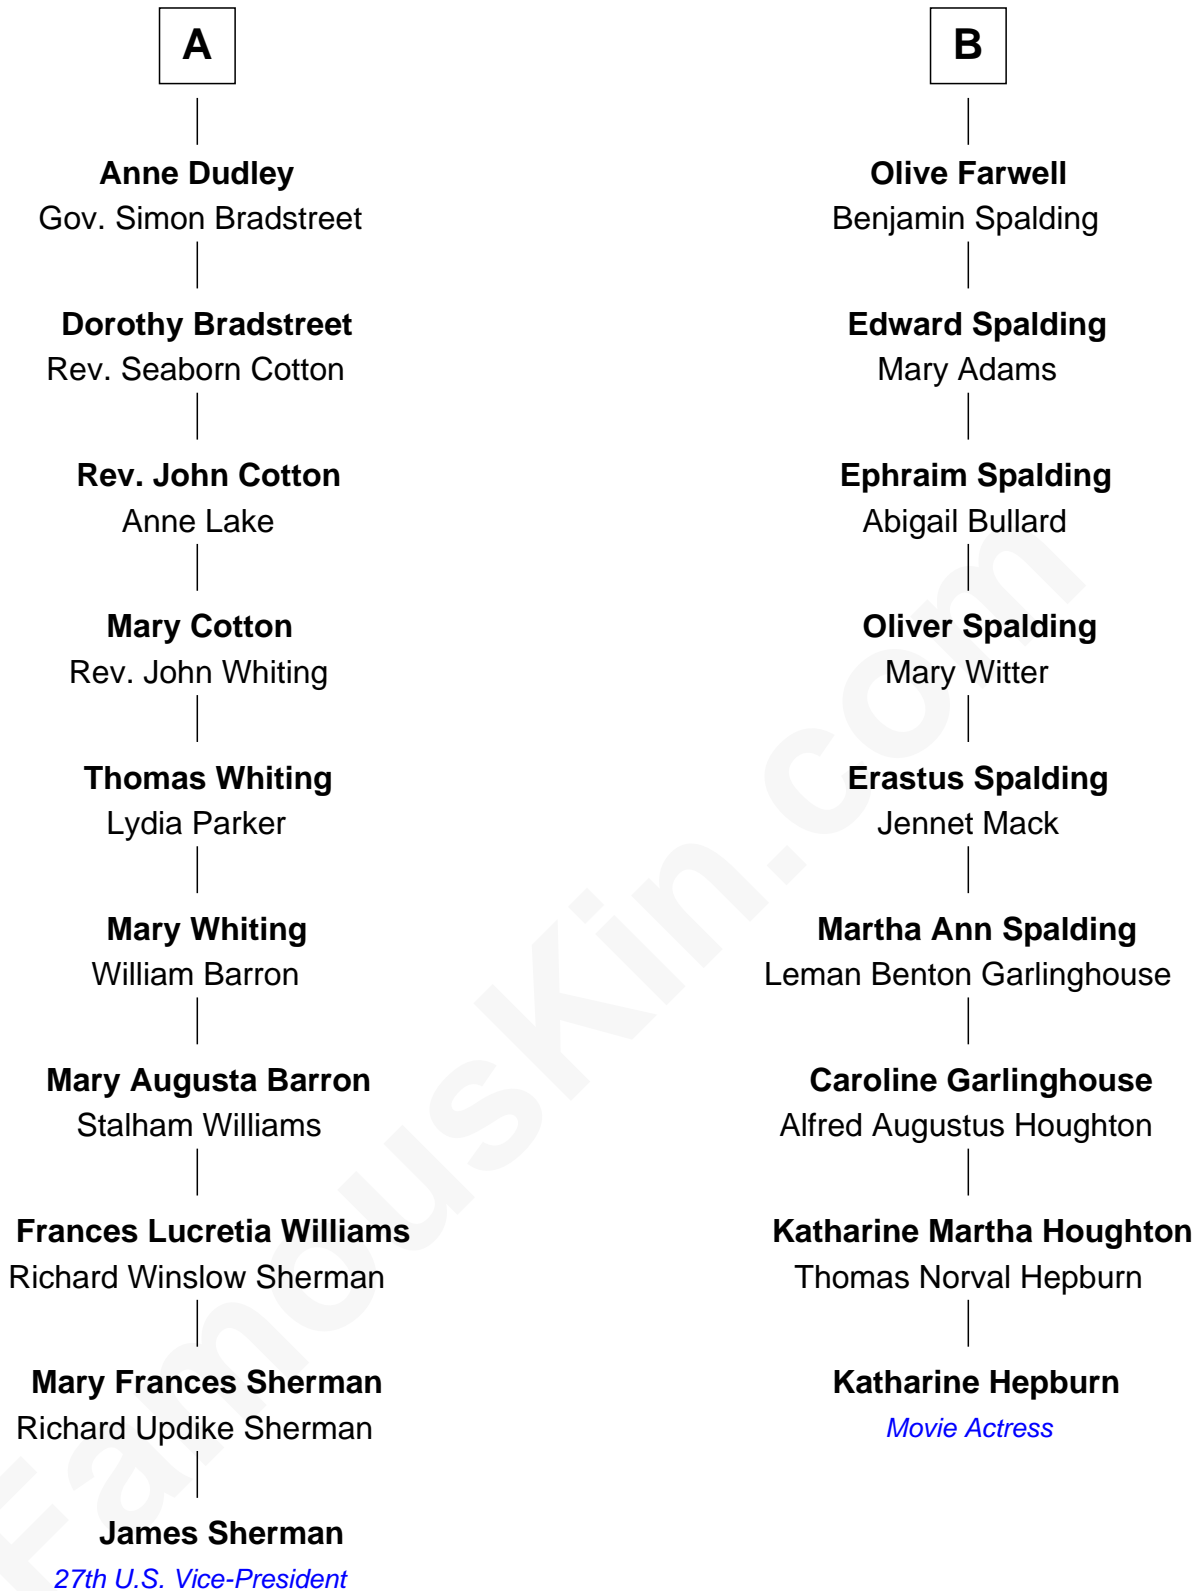 A
Anne Dudley
Gov. Simon Bradstreet
Dorothy Bradstreet
Rev. Seaborn Cotton
Rev. John Cotton
Anne Lake
Mary Cotton
Rev. John Whiting
Thomas Whiting
Lydia Parker
Mary Whiting
William Barron
Mary Augusta Barron
Stalham Williams
Frances Lucretia Williams
Richard Winslow Sherman
Mary Frances Sherman
Richard Updike Sherman
James Sherman
27th U.S. Vice-President
B
Olive Farwell
Benjamin Spalding
Edward Spalding
Mary Adams
Ephraim Spalding
Abigail Bullard
Oliver Spalding
Mary Witter
Erastus Spalding
Jennet Mack
Martha Ann Spalding
Leman Benton Garlinghouse
Caroline Garlinghouse
Alfred Augustus Houghton
Katharine Martha Houghton
Thomas Norval Hepburn
Katharine Hepburn
Movie Actress
FamousKin.com